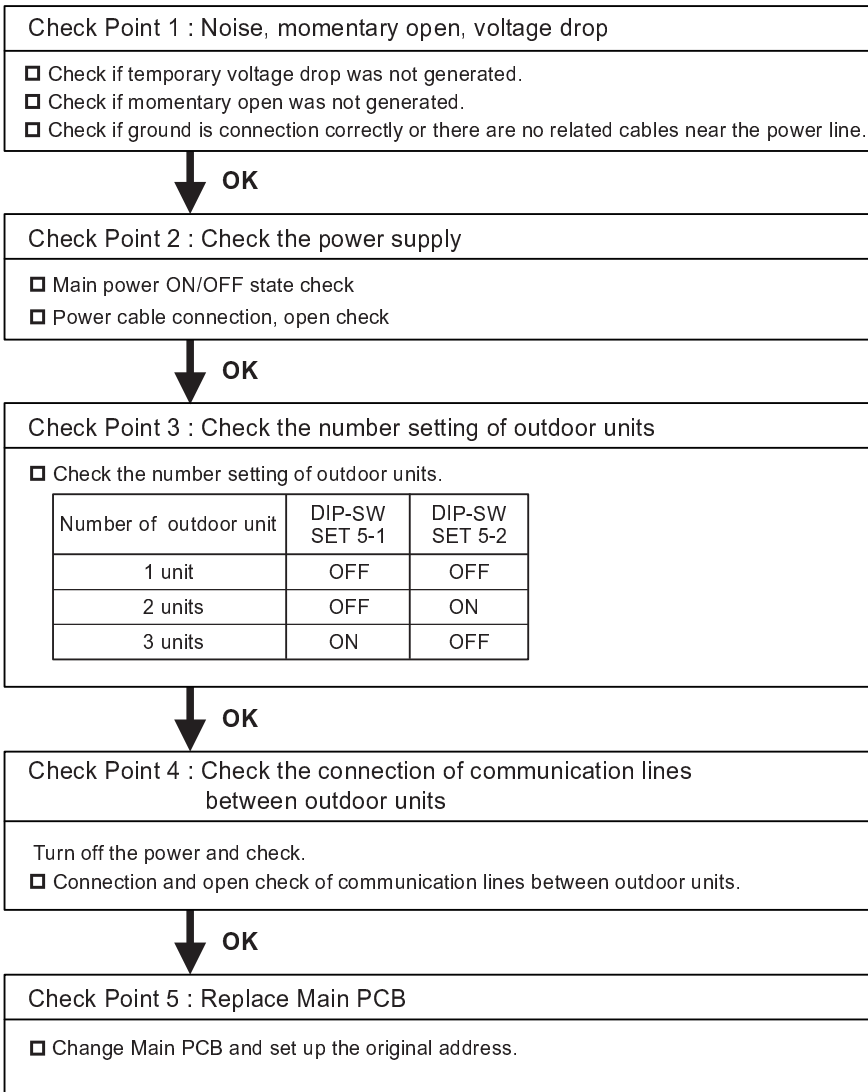 Check Point 1 : Noise, momentary open, voltage drop
Check if temporary voltage drop was not generated.
Check if momentary open was not generated.
Check if ground is connection correctly or there are no related cables near the power line.
OK
Check Point 2 : Check the power supply
Main power ON/OFF state check
Power cable connection, open check
OK
Check Point 3 : Check the number setting of outdoor units
Check the number setting of outdoor units.
Number of outdoor unit DIP-SW SET 5-1 DIP-SW SET 5-2
1 unit OFF OFF
2 units OFF ON
3 units ON OFF
OK
Check Point 4 : Check the connection of communication lines
between outdoor units
Turn off the power and check.
Connection and open check of communication lines between outdoor units.
OK
Check Point 5 : Replace Main PCB
Change Main PCB and set up the original address.